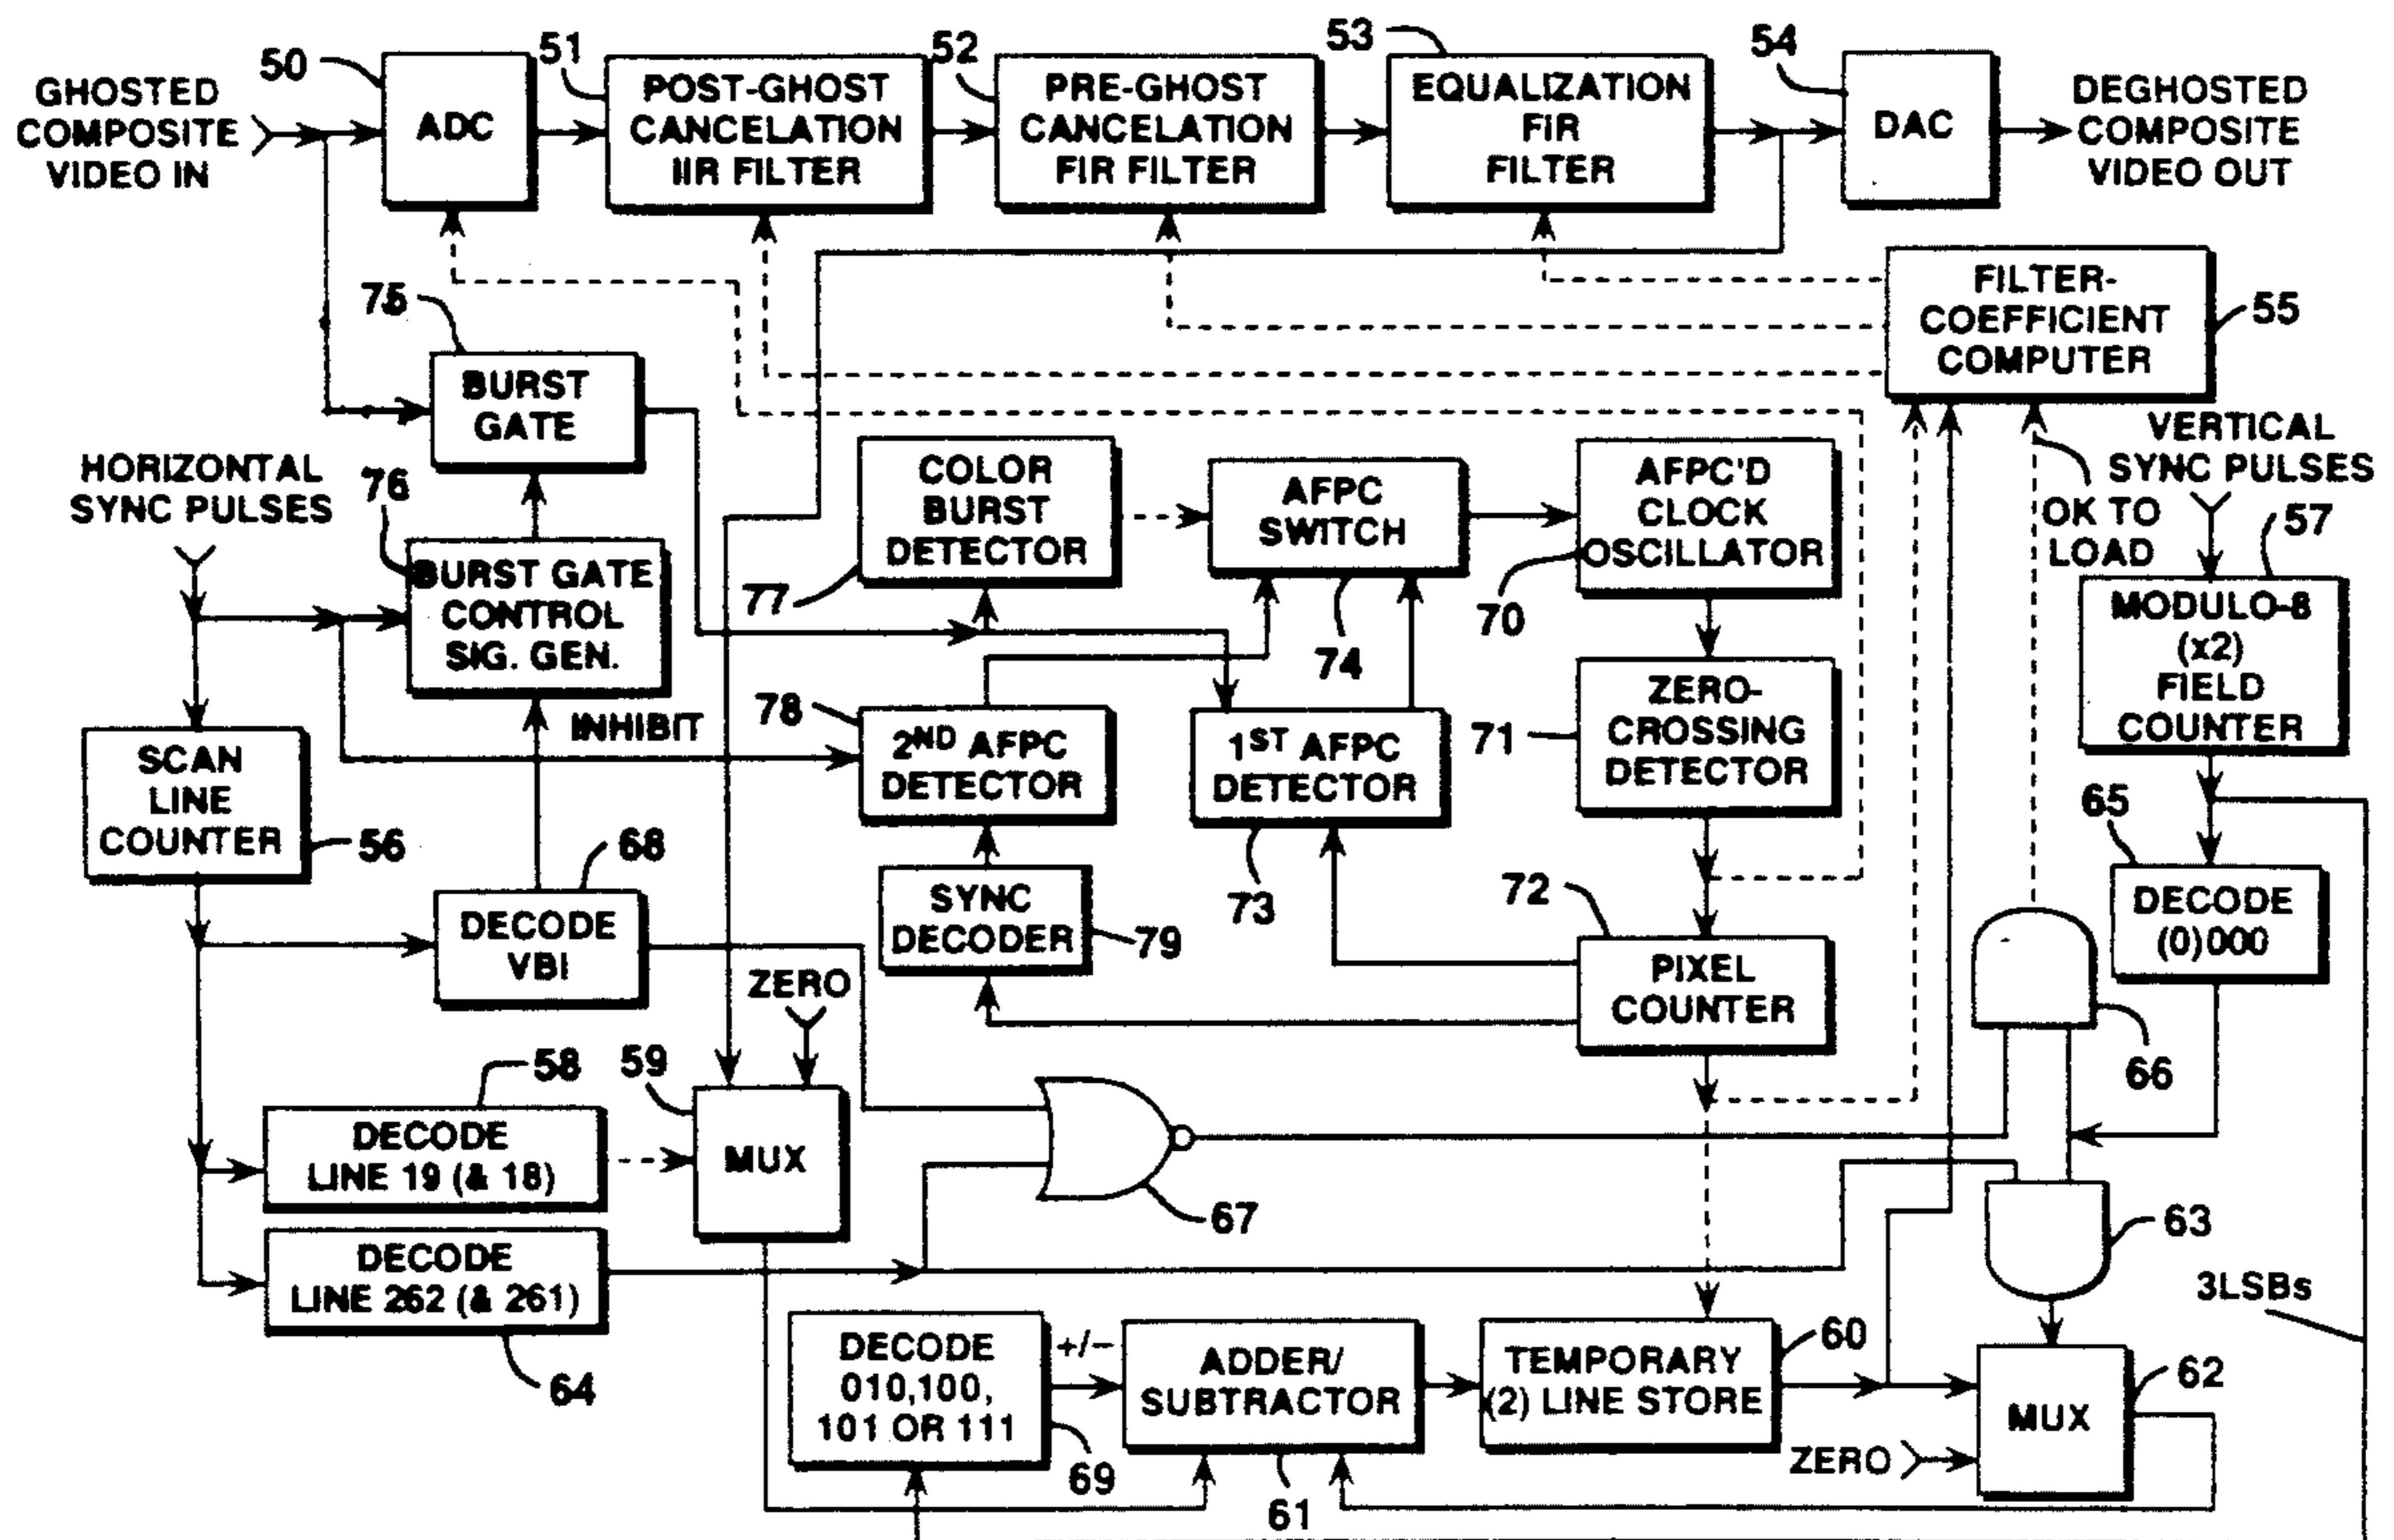 50
51
52
53
54
GHOSTED
COMPOSITE
VIDEO IN
ADC
POST-GHOST
CANCELATION
IIR FILTER
PRE-GHOST
CANCELATION
FIR FILTER
EQUALIZATION
FIR
FILTER
DAC
DEGHOSTED
COMPOSITE
VIDEO OUT
FILTER-
COEFFICIENT
COMPUTER
55
75
BURST
GATE
HORIZONTAL
SYNC PULSES
76
BURST GATE
CONTROL
SIG. GEN.
COLOR
BURST
DETECTOR
77
AFPC
SWITCH
74
AFPC'D
CLOCK
OSCILLATOR
70
VERTICAL
SYNC PULSES
OK TO
LOAD
57
MODULO-8
(x2)
FIELD
COUNTER
INHIBIT
78
2ND AFPC
DETECTOR
1ST AFPC
DETECTOR
73
71
ZERO-
CROSSING
DETECTOR
SCAN
LINE
COUNTER
56
68
DECODE
VBI
SYNC
DECODER
79
72
PIXEL
COUNTER
65
DECODE
(0)000
66
ZERO
58
59
DECODE
LINE 19 (& 18)
MUX
67
63
DECODE
LINE 262 (& 261)
64
3LSBs
DECODE
010,100,
101 OR 111
69
+/−
ADDER/
SUBTRACTOR
61
TEMPORARY
(2) LINE STORE
60
MUX
62
ZERO